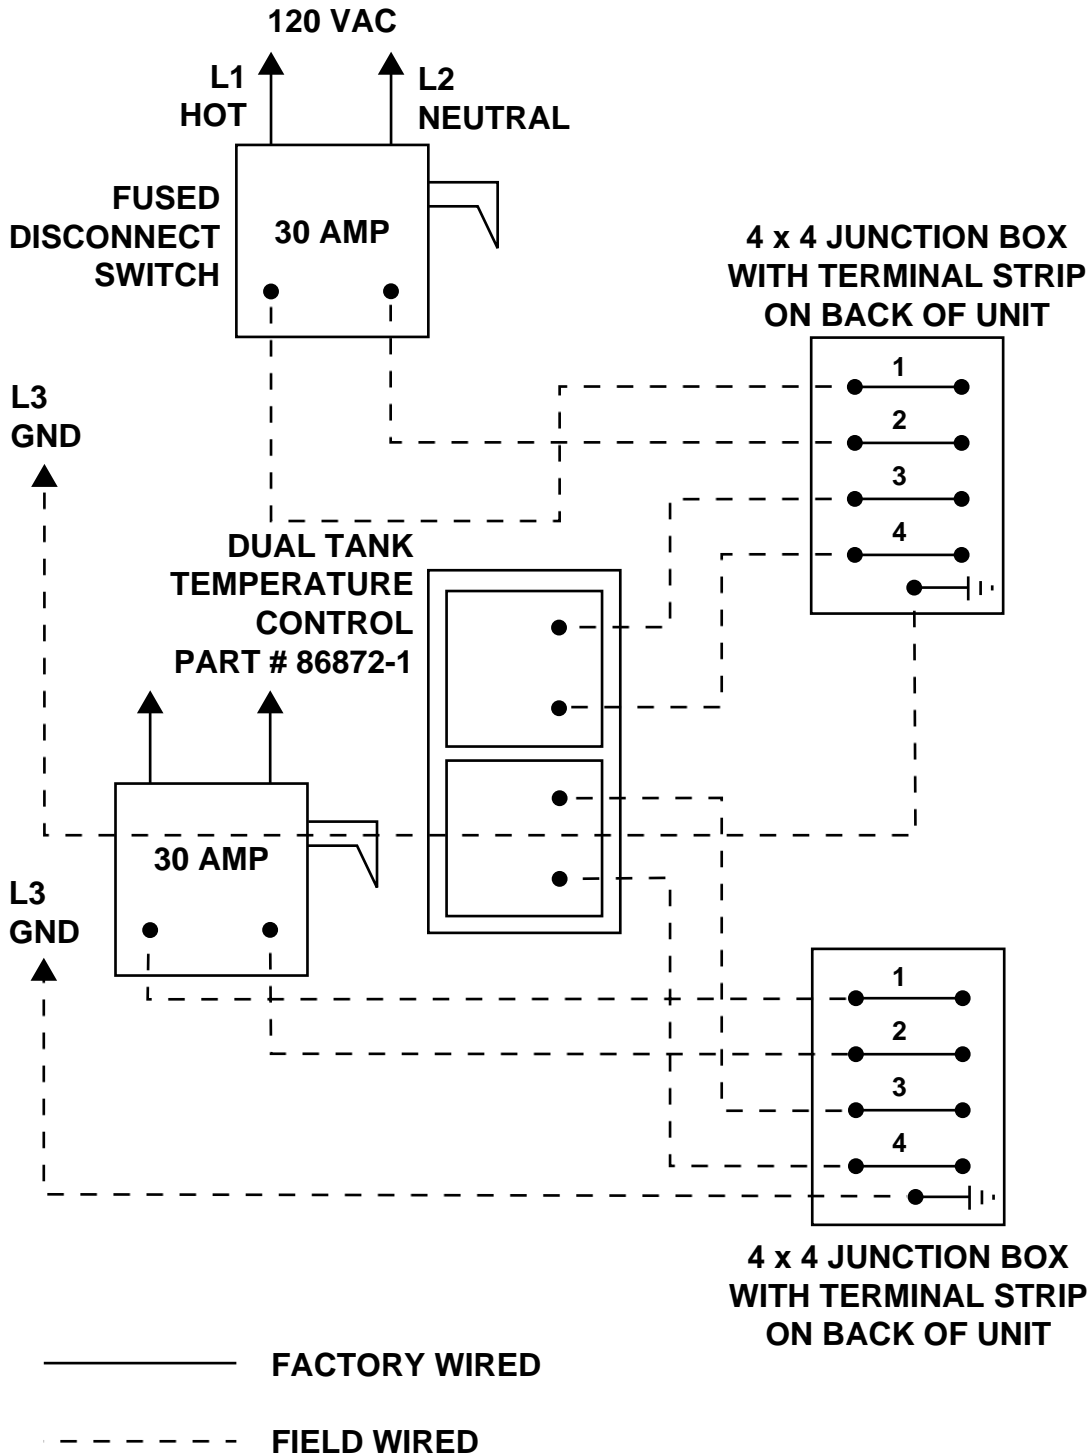 120 VAC
L1
HOT
L2
NEUTRAL
FUSED
DISCONNECT
SWITCH
30 AMP
4 x 4 JUNCTION BOX
WITH TERMINAL STRIP
ON BACK OF UNIT
1
2
3
4
L3
GND
DUAL TANK
TEMPERATURE
CONTROL
PART # 86872-1
30 AMP
L3
GND
1
2
3
4
4 x 4 JUNCTION BOX
WITH TERMINAL STRIP
ON BACK OF UNIT
FACTORY WIRED
FIELD WIRED